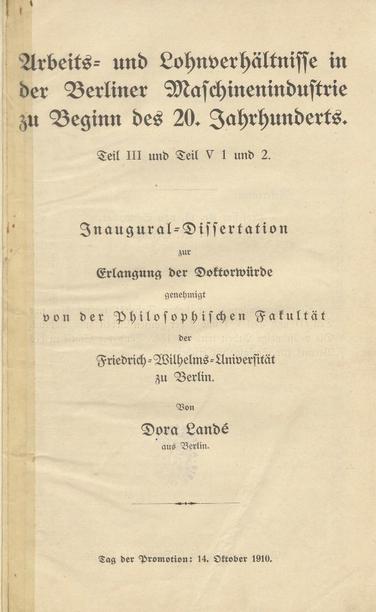 Arbeits- und Lohnverhältnisse in
der Berliner Maschinenindustrie
zu Beginn des 20. Jahrhunderts.
Teil III und Teil V 1 und 2.
Inaugural-Dissertation
zur
Erlangung der Doktorwürde
genehmigt
von der Philosophischen Fakultät
der
Friedrich-Wilhelms-Universität
zu Berlin.
Von
Dora Landé
aus Berlin.
Tag der Promotion: 14. Oktober 1910.